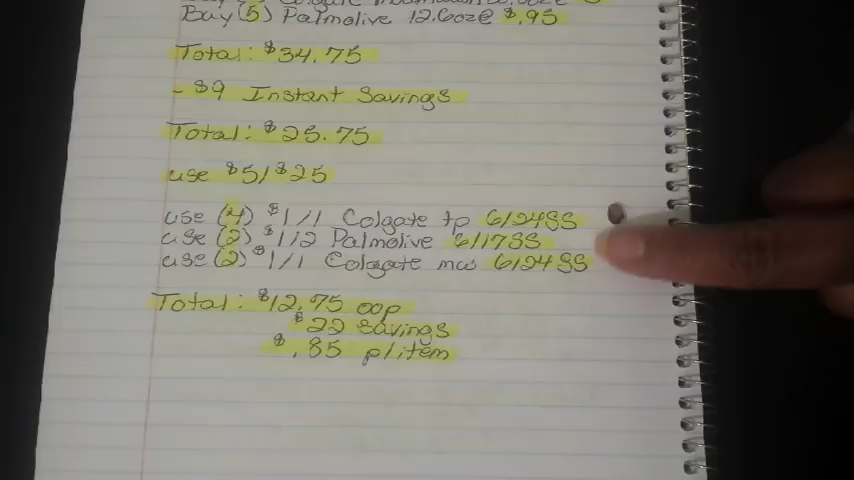 Buy (5) Palmolive 12.6oz@ $.95
Total: $34.75
- $9 Instant Savings
Total: $25.75
use $5/$25
use (4) $1/1 Colgate tp 6/24SS
use (2) $1/2 Palmolive 6/17SS
use (2) $1/1 Colgate mw 6/24SS
Total: $12.75 oop
$22 savings
$.85 p/item